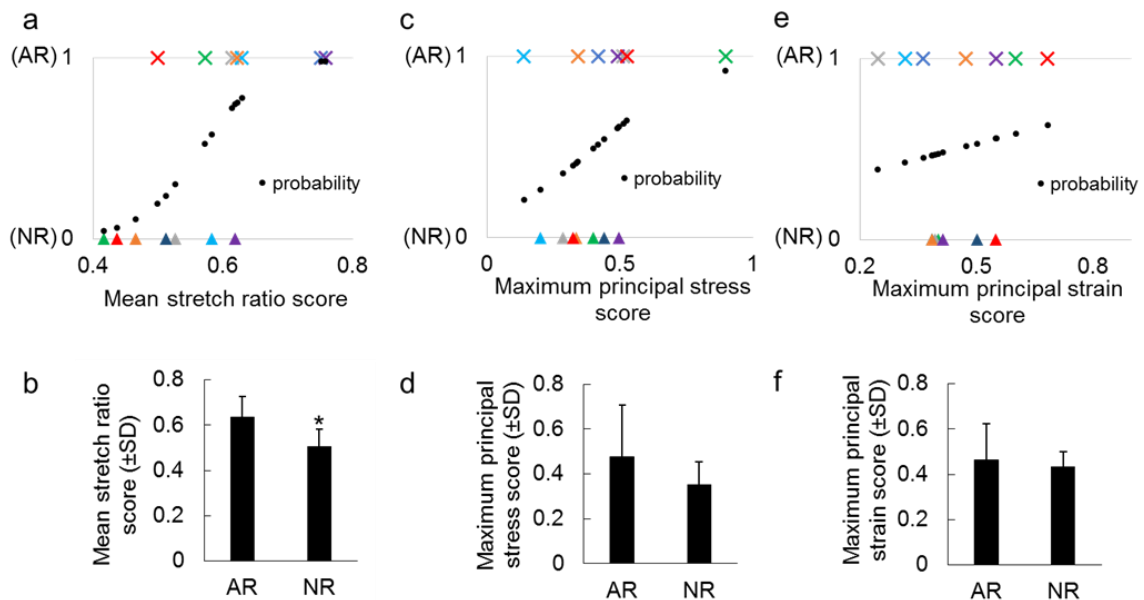 a
(AR) 1
probability
(NR) 0
0.4
0.6
0.8
Mean stretch ratio score
c
(AR) 1
probability
(NR) 0
0
0.5
1
Maximum principal stress
score
e
(AR) 1
probability
(NR) 0
0.2
0.4
0.6
0.8
Maximum principal strain
score
b
Mean stretch ratio
score (±SD)
0.8
0.6
0.4
0.2
0
*
AR
NR
d
Maximum principal
stress score (±SD)
0.8
0.6
0.4
0.2
0
AR
NR
f
Maximum principal
strain score (±SD)
0.8
0.6
0.4
0.2
0
AR
NR